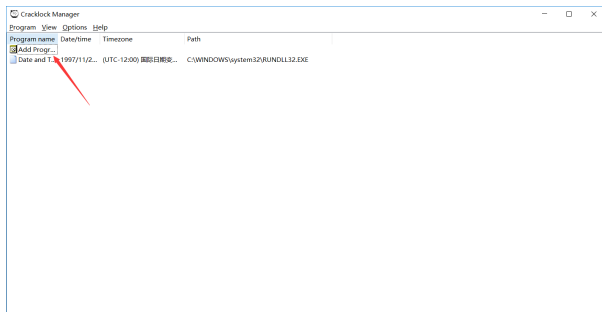 Cracklock Manager
Program View Options Help
Program name Date/time Timezone Path
Add Progr...
Date and T... 1997/11/2... (UTC-12:00) 国际日期变... C:\WINDOWS\system32\RUNDLL32.EXE